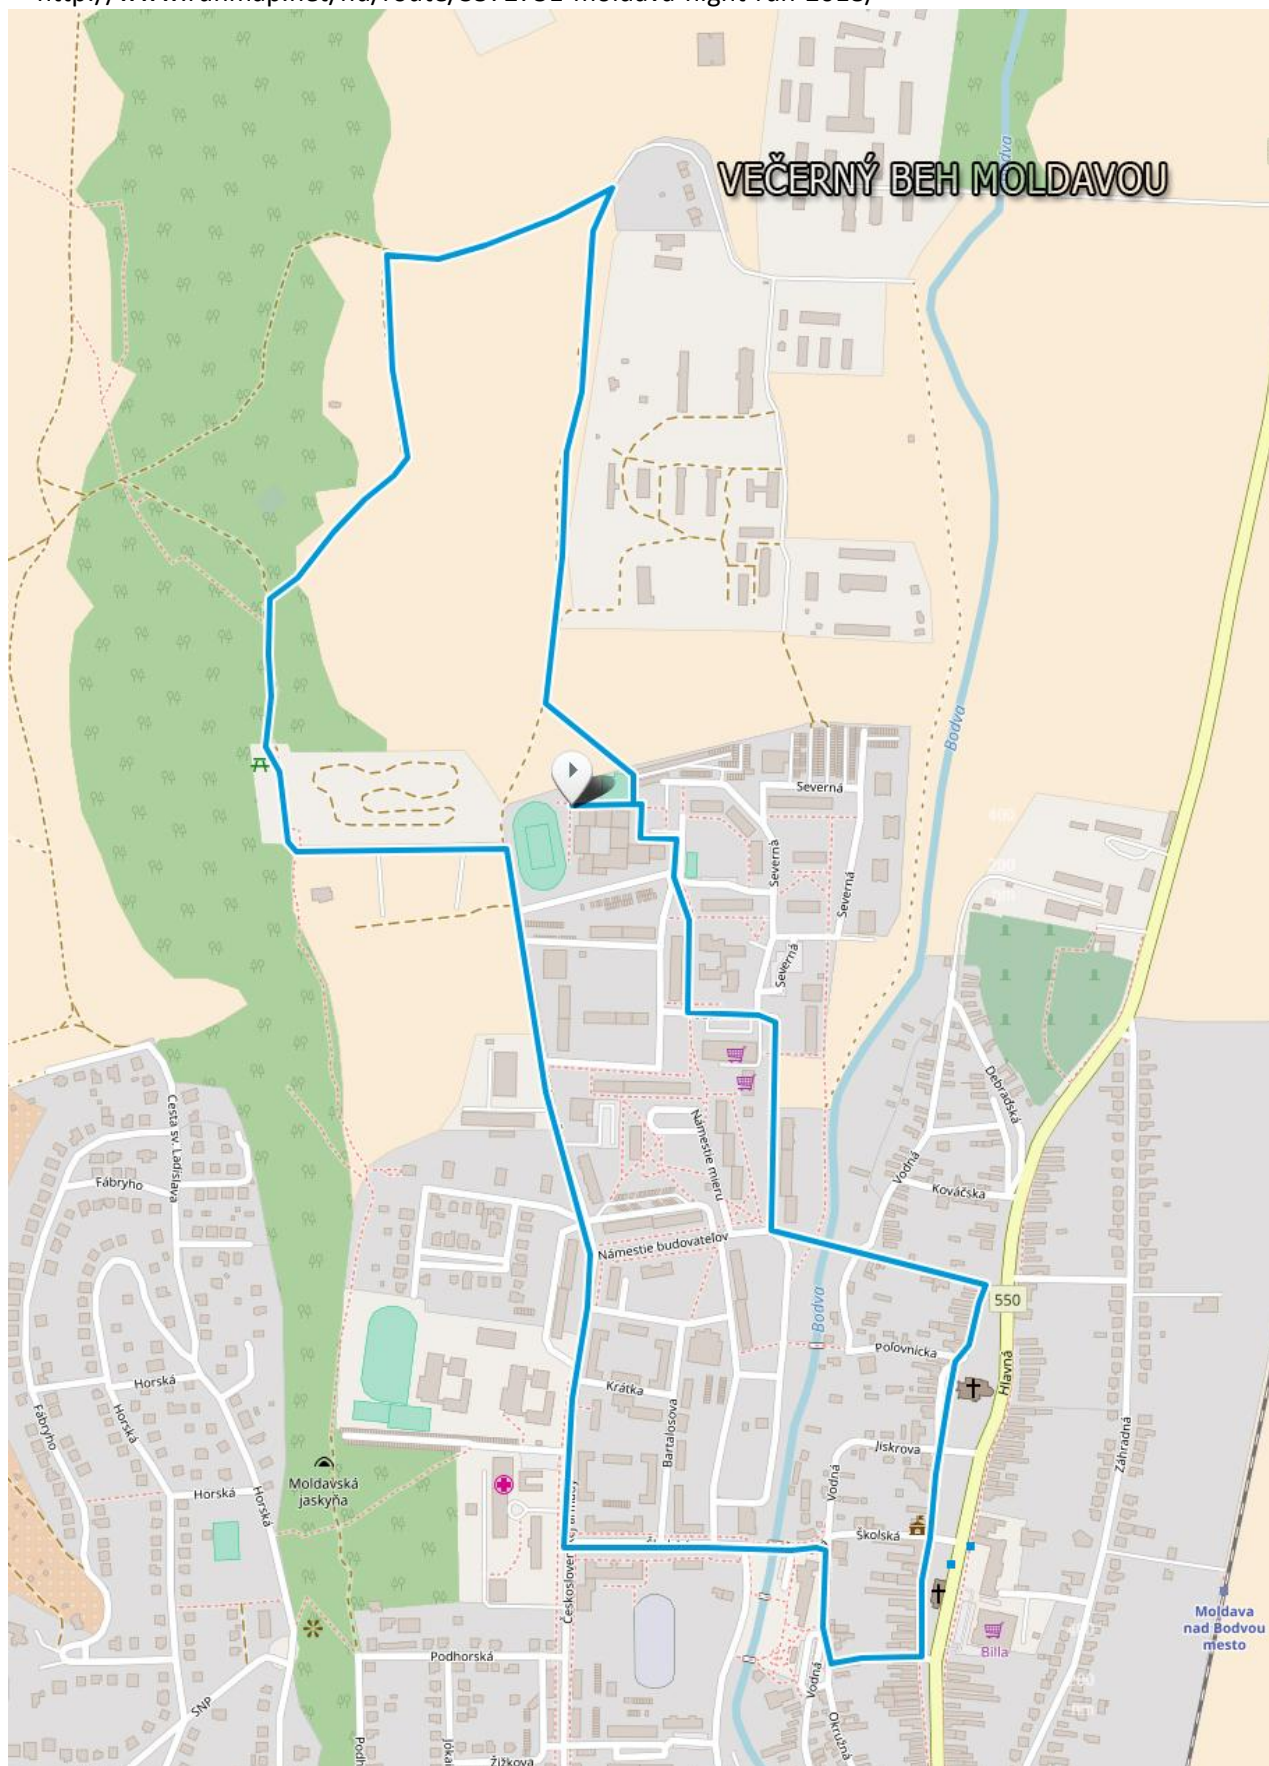 VEČERNÝ BEH MOLDAVOU
Bodva
Severná
Severná
Severná
Severná
Debraďská
Námestie mieru
Vodná
Cesta sv. Ladislava
Fábryho
Kováčska
Námestie budovateľov
550
Bodva
Poľovnícka
Hlavná
Horská
Krátka
Fábryho
Horská
Bartalosova
Jiskrova
Záhradná
Moldavská
jaskyňa
Vodná
Horská
Horská
Školská
Moldava
nad Bodvou
mesto
Billa
Podhorská
Vodná
SNP
Okružná
Žižkova